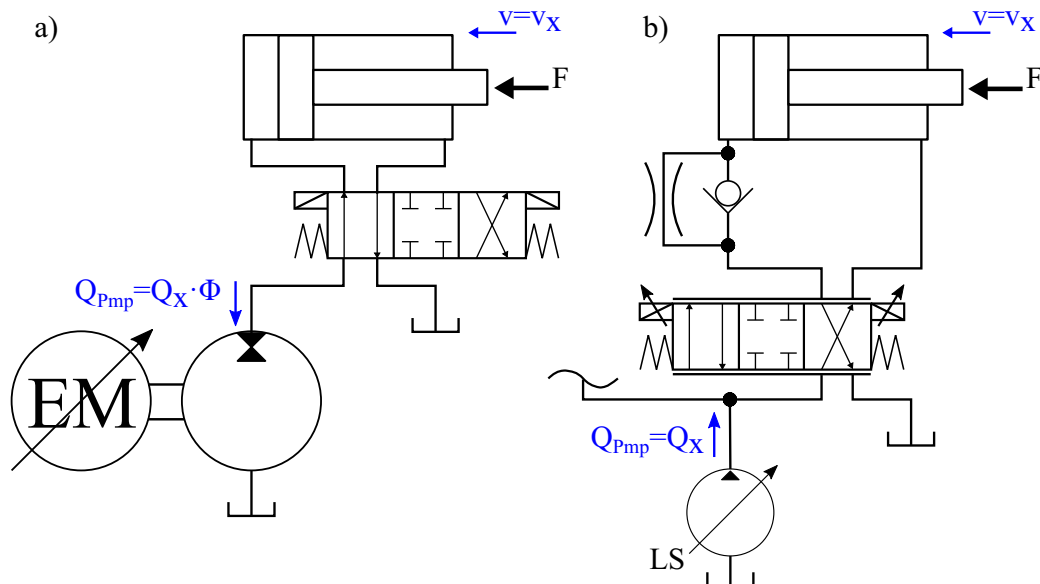 a)
v=vX
F
QPmp=QX·Φ
EM
b)
v=vX
F
QPmp=QX
LS